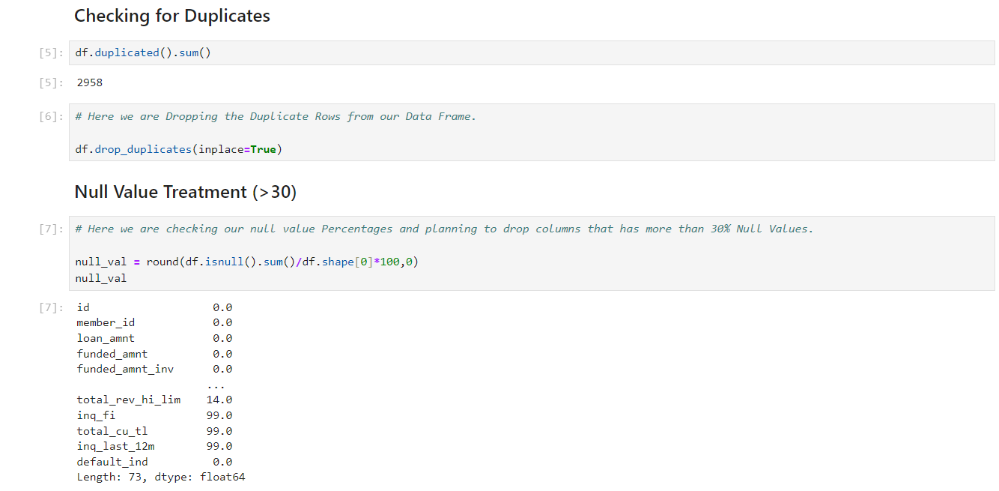 Checking for Duplicates
[5]: df.duplicated().sum()
[5]: 2958
[6]: # Here we are Dropping the Duplicate Rows from our Data Frame.
df.drop_duplicates(inplace=True)
Null Value Treatment (>30)
[7]: # Here we are checking our null value Percentages and planning to drop columns that has more than 30% Null Values.
null_val = round(df.isnull().sum()/df.shape[0]*100,0)
null_val
[7]: id 0.0
member_id 0.0
loan_amnt 0.0
funded_amnt 0.0
funded_amnt_inv 0.0
...
total_rev_hi_lim 14.0
inq_fi 99.0
total_cu_tl 99.0
inq_last_12m 99.0
default_ind 0.0
Length: 73, dtype: float64